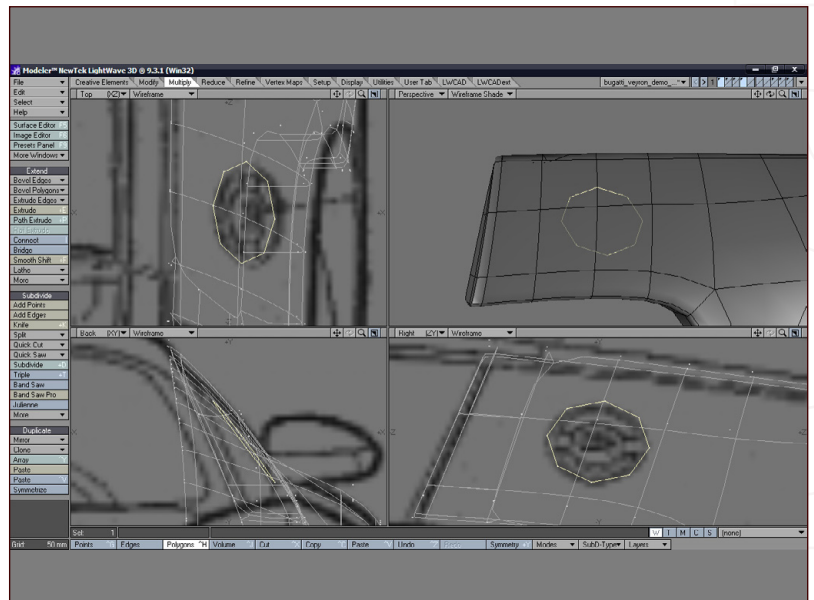 Modeler™ NewTek LightWave 3D ® 9.3.1 (Win32)
File Creative Elements Modify Multiply Reduce Refine Vertex Maps Setup Display Utilities User Tab LWCAD LWCADext bugatti_veyron_demo_..." 1
Edit
Select
Help
Surface Editor
Image Editor
Presets Panel
More Windows
Extend
Bevel Edges
Bevel Polygons
Extrude Edges
Extrude
Path Extrude
Rail Extrude
Connect
Bridge
Smooth Shift
Lathe
More
Subdivide
Add Points
Add Edges
Knife
Split
Quick Cut
Quick Saw
Subdivide
Triple
Band Saw
Band Saw Pro
Julienne
More
Duplicate
Mirror
Clone
Array
Paste
Paste
Symmetrize
Top (XZ) Wireframe
Perspective Wireframe Shade
Back (XY) Wireframe
Right (ZY) Wireframe
Sel: 1
W T M C S (none)
Grid: 50 mm Points Edges Polygons ^H Volume Cut Copy Paste Undo Redo Symmetry Modes SubD-Type Layers